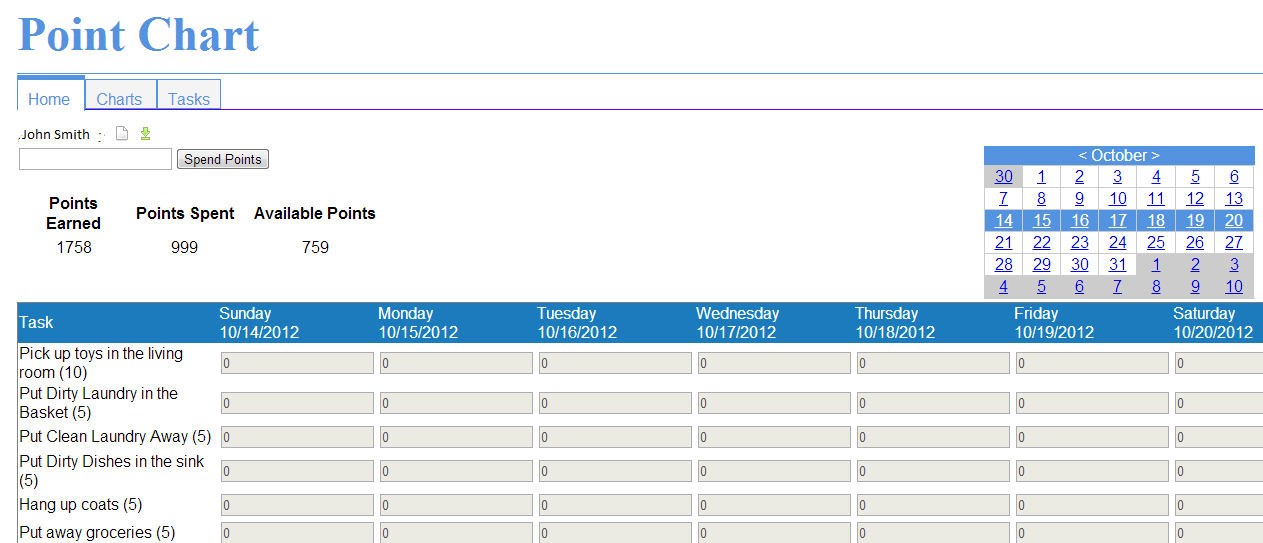 Point Chart
Home Charts Tasks
,John Smith :
Spend Points
Points Earned Points Spent Available Points
1758 999 759
< October >
30 1 2 3 4 5 6
7 8 9 10 11 12 13
14 15 16 17 18 19 20
21 22 23 24 25 26 27
28 29 30 31 1 2 3
4 5 6 7 8 9 10
Task Sunday 10/14/2012 Monday 10/15/2012 Tuesday 10/16/2012 Wednesday 10/17/2012 Thursday 10/18/2012 Friday 10/19/2012 Saturday 10/20/2012
Pick up toys in the living room (10) 0 0 0 0 0 0 0
Put Dirty Laundry in the Basket (5) 0 0 0 0 0 0 0
Put Clean Laundry Away (5) 0 0 0 0 0 0 0
Put Dirty Dishes in the sink (5) 0 0 0 0 0 0 0
Hang up coats (5) 0 0 0 0 0 0 0
Put away groceries (5) 0 0 0 0 0 0 0